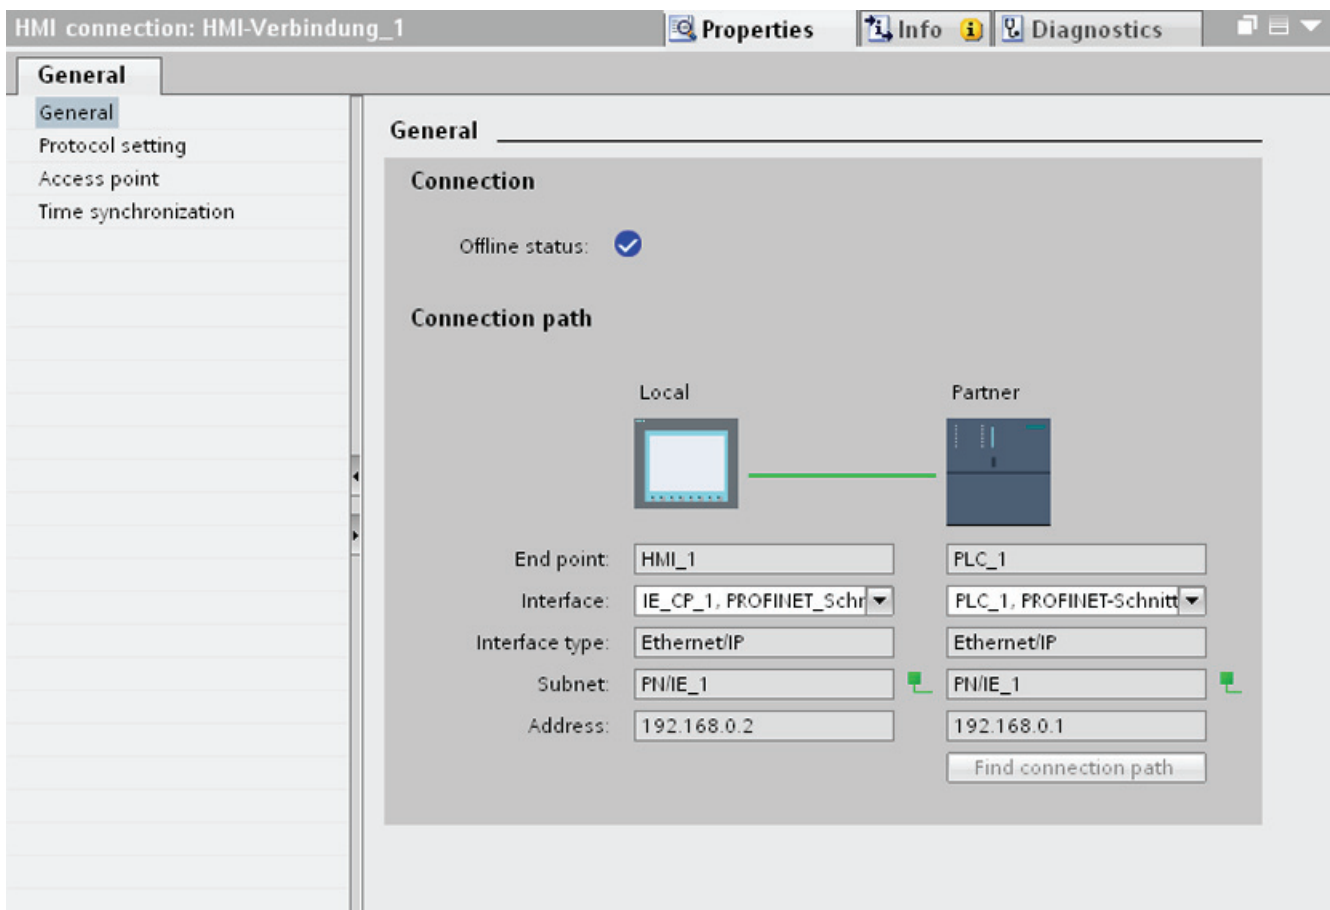 HMI connection: HMI-Verbindung_1 Properties Info Diagnostics
General
General
Protocol setting
Access point
Time synchronization
General
Connection
Offline status:
Connection path
Local Partner
End point: HMI_1 PLC_1
Interface: IE_CP_1, PROFINET_Schr PLC_1, PROFINET-Schnitt
Interface type: Ethernet/IP Ethernet/IP
Subnet: PN/IE_1 PN/IE_1
Address: 192.168.0.2 192.168.0.1
Find connection path